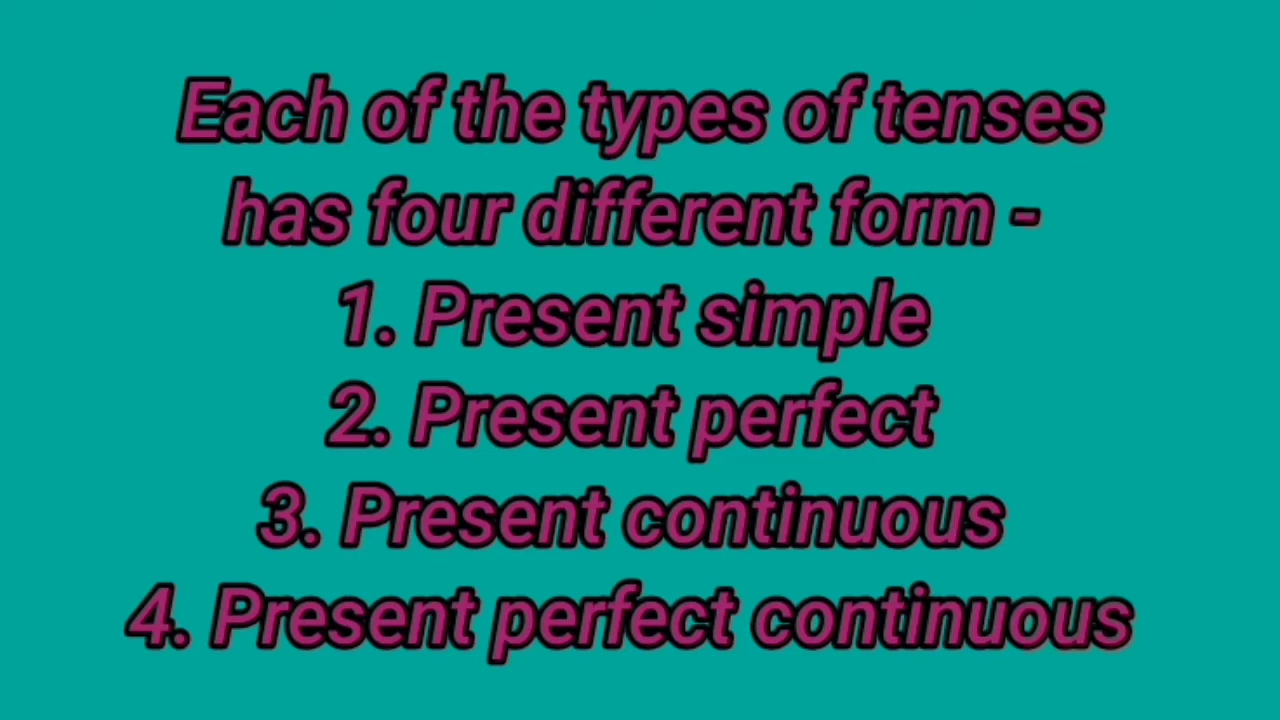 Each of the types of tenses
has four different form -
1. Present simple
2. Present perfect
3. Present continuous
4. Present perfect continuous